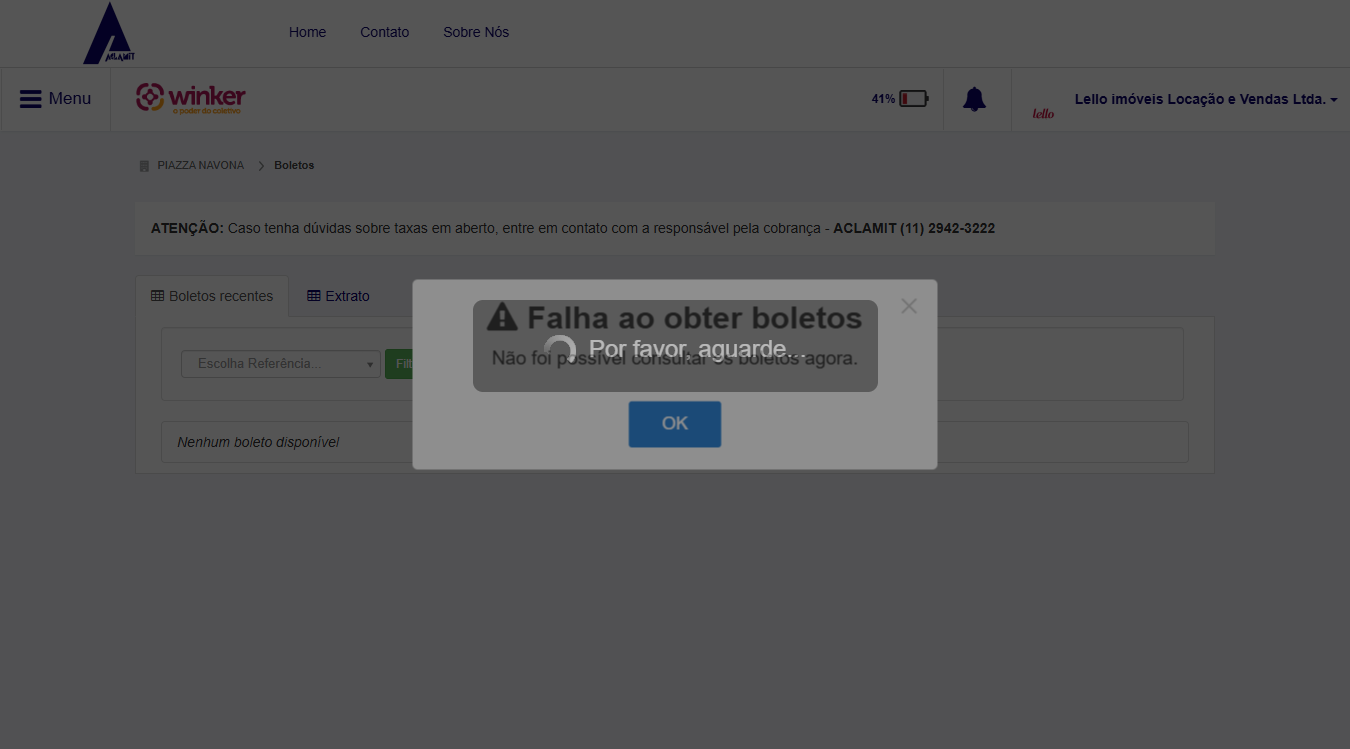 ACLAMIT
Home Contato Sobre Nós
Menu
winker
o poder do coletivo
41%
lello
Lello imóveis Locação e Vendas Ltda.
PIAZZA NAVONA > Boletos
ATENÇÃO: Caso tenha dúvidas sobre taxas em aberto, entre em contato com a responsável pela cobrança - ACLAMIT (11) 2942-3222
Boletos recentes Extrato
Falha ao obter boletos
Por favor, aguarde...
Não foi possível consultar os boletos agora.
Escolha Referência... Filt
OK
Nenhum boleto disponível